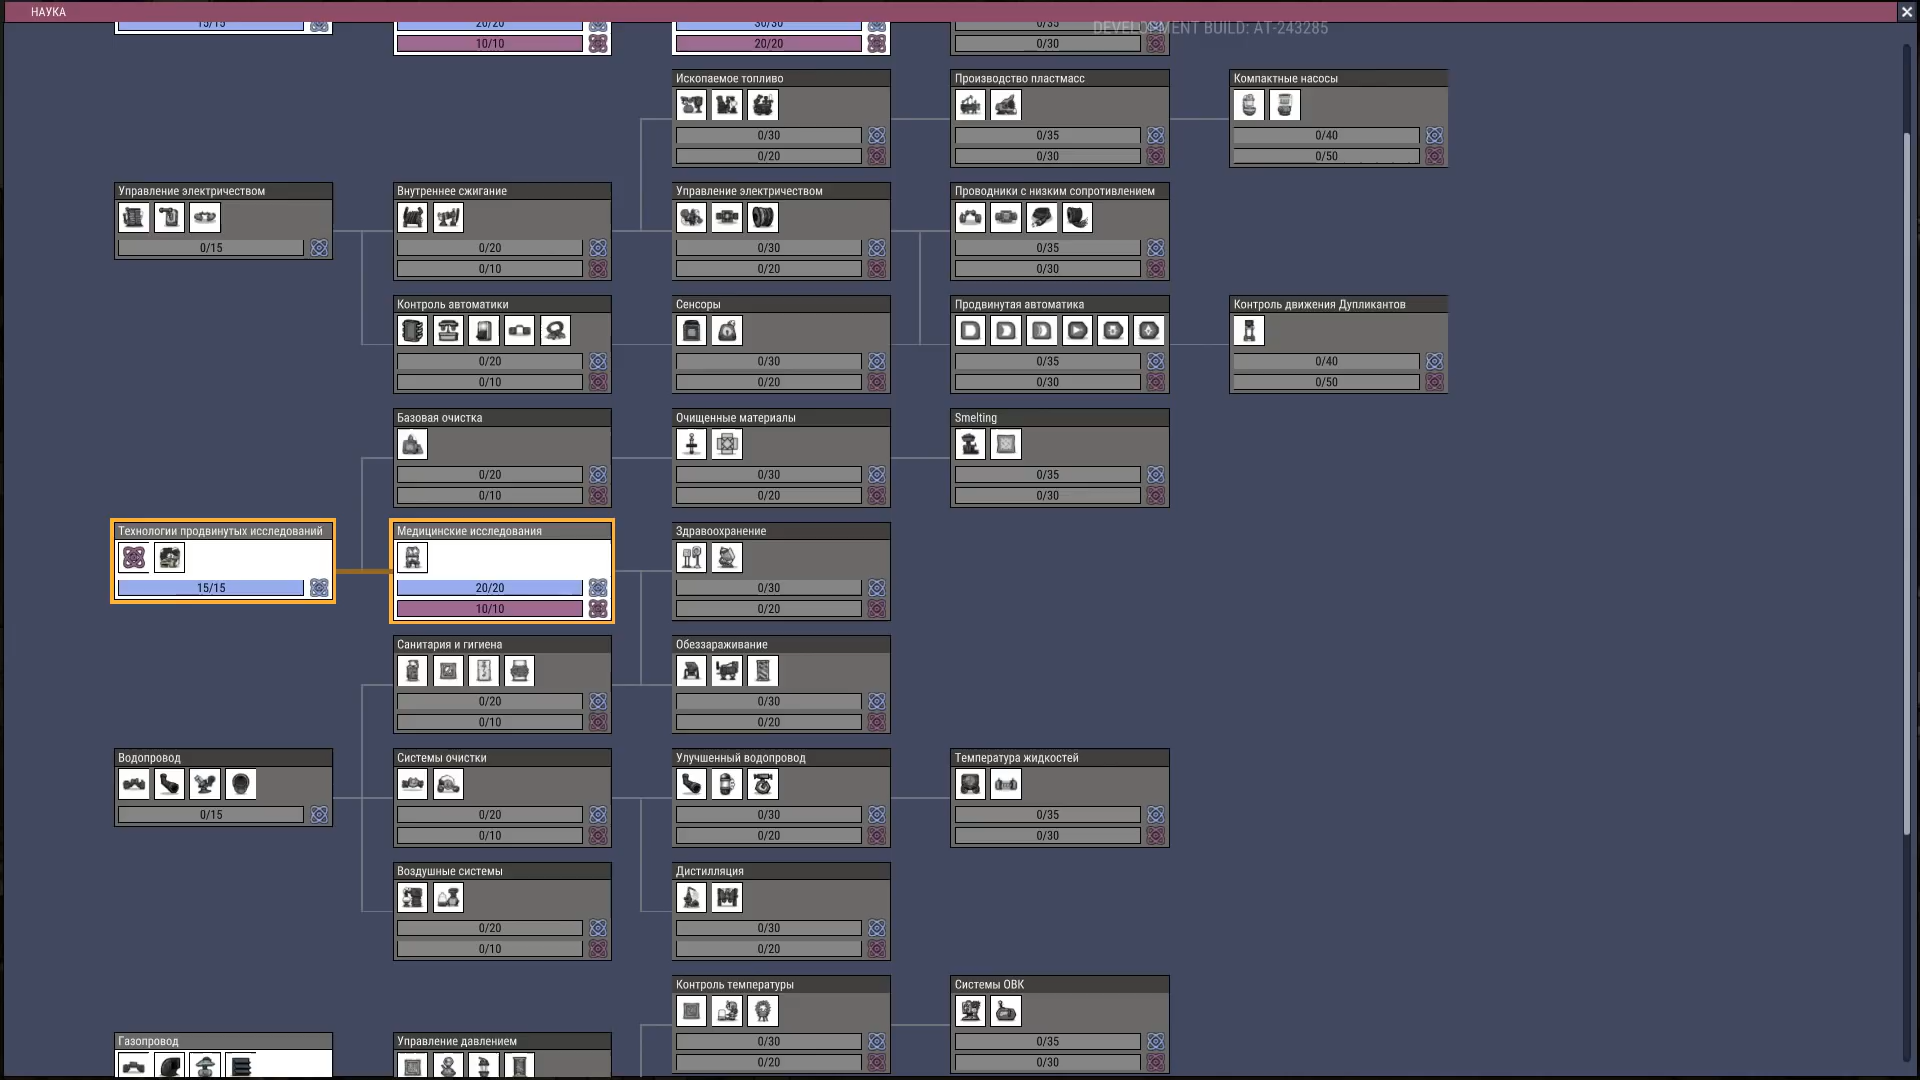 НАУКА
DEVELOPMENT BUILD: AT-243285
15/15
20/20
30/30
0/35
10/10
20/20
0/30
Ископаемое топливо
Производство пластмасс
Компактные насосы
0/30
0/35
0/40
0/20
0/30
0/50
Управление электричеством
Внутреннее сжигание
Управление электричеством
Проводники с низким сопротивлением
0/15
0/20
0/30
0/35
0/10
0/20
0/30
Контроль автоматики
Сенсоры
Продвинутая автоматика
Контроль движения Дупликантов
0/20
0/30
0/35
0/40
0/10
0/20
0/30
0/50
Базовая очистка
Очищенные материалы
Smelting
0/20
0/30
0/35
0/10
0/20
0/30
Технологии продвинутых исследований
Медицинские исследования
Здравоохранение
15/15
20/20
0/30
10/10
0/20
Санитария и гигиена
Обеззараживание
0/20
0/30
0/10
0/20
Водопровод
Системы очистки
Улучшенный водопровод
Температура жидкостей
0/15
0/20
0/30
0/35
0/10
0/20
0/30
Воздушные системы
Дистилляция
0/20
0/30
0/10
0/20
Контроль температуры
Системы ОВК
Газопровод
Управление давлением
0/30
0/35
0/20
0/30